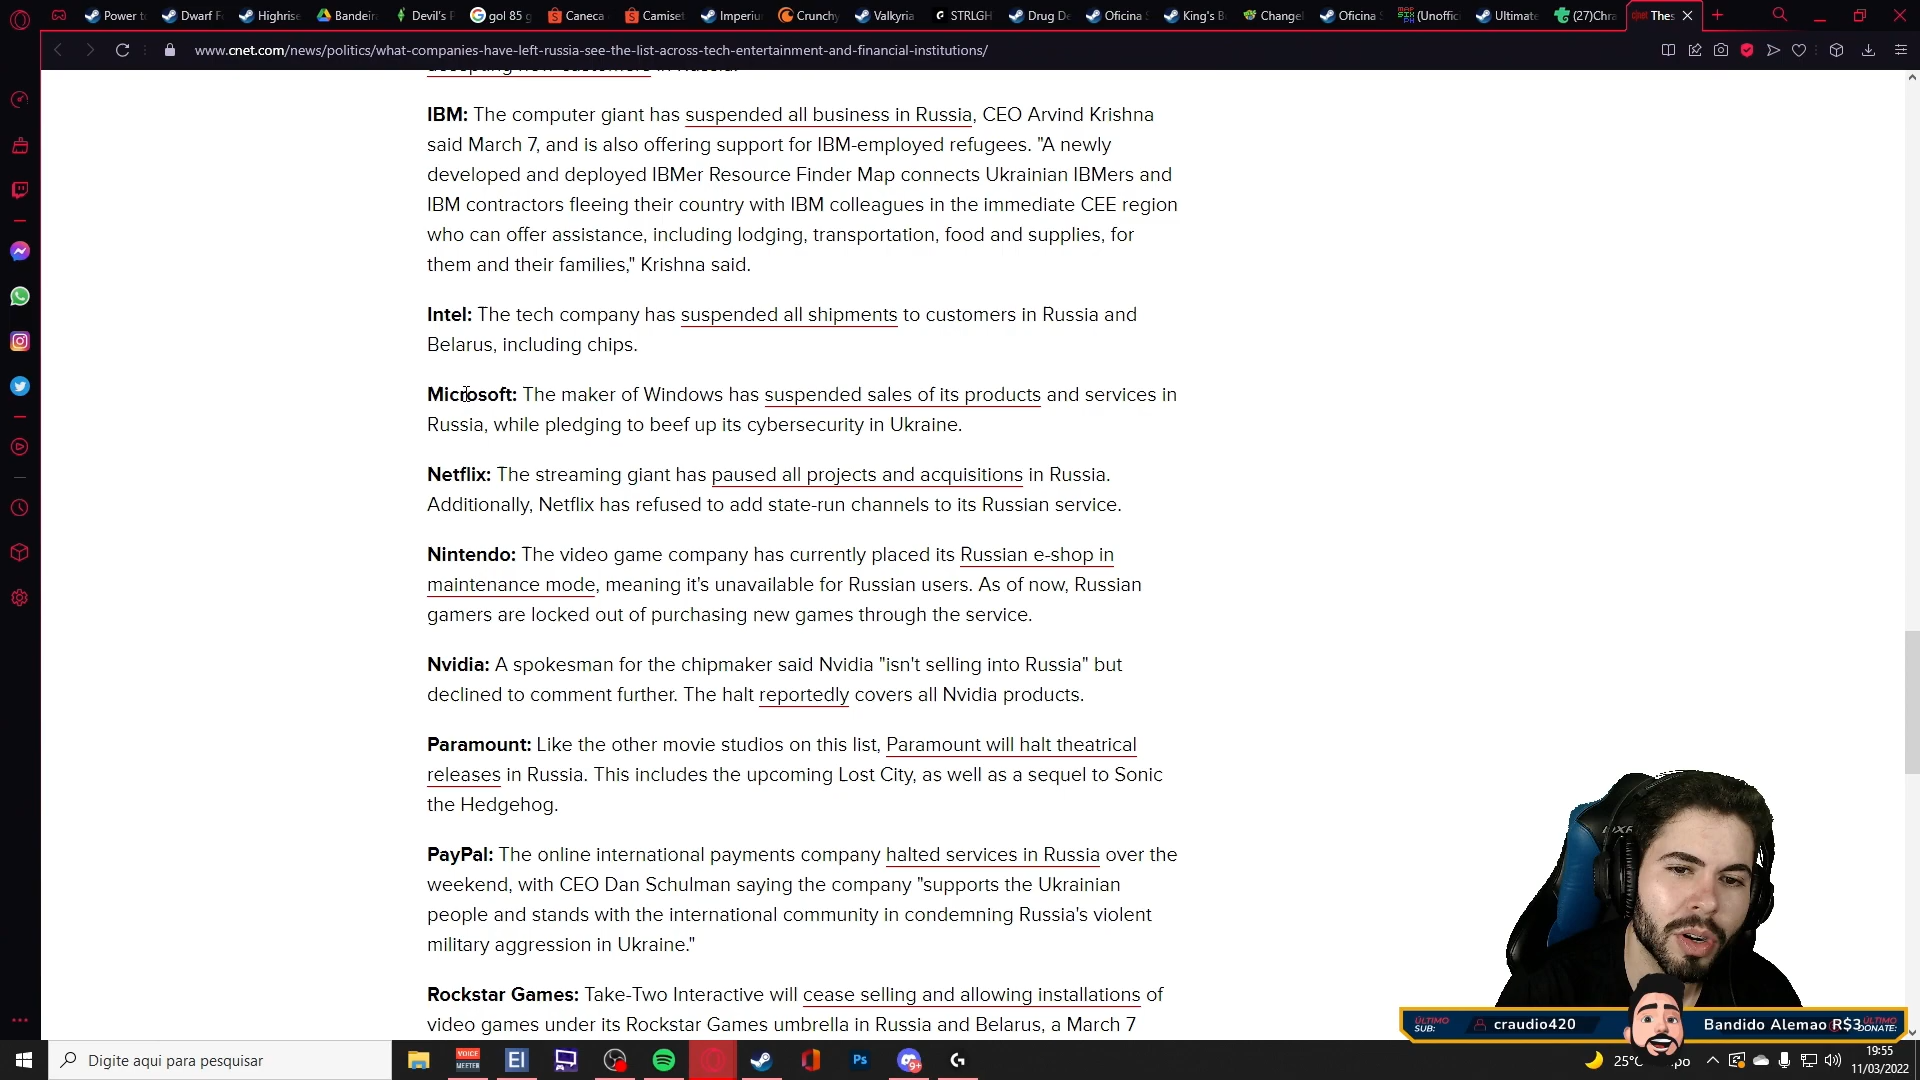 Power t
Dwarf F
Highrise
Bandeira
Devil's P
gol 85 g
Caneca
Camiset
Imperiu
Crunchy
Valkyria
STRLGH
Drug D
Oficina
King's B
Changel
Oficina
(Unoffic
Ultimate
(27)Chra
Thes
www.cnet.com/news/politics/what-companies-have-left-russia-see-the-list-across-tech-entertainment-and-financial-institutions/
accepting new customers in Russia.
IBM: The computer giant has suspended all business in Russia, CEO Arvind Krishna
said March 7, and is also offering support for IBM-employed refugees. "A newly
developed and deployed IBMer Resource Finder Map connects Ukrainian IBMers and
IBM contractors fleeing their country with IBM colleagues in the immediate CEE region
who can offer assistance, including lodging, transportation, food and supplies, for
them and their families," Krishna said.
Intel: The tech company has suspended all shipments to customers in Russia and
Belarus, including chips.
Microsoft: The maker of Windows has suspended sales of its products and services in
Russia, while pledging to beef up its cybersecurity in Ukraine.
Netflix: The streaming giant has paused all projects and acquisitions in Russia.
Additionally, Netflix has refused to add state-run channels to its Russian service.
Nintendo: The video game company has currently placed its Russian e-shop in
maintenance mode, meaning it's unavailable for Russian users. As of now, Russian
gamers are locked out of purchasing new games through the service.
Nvidia: A spokesman for the chipmaker said Nvidia "isn't selling into Russia" but
declined to comment further. The halt reportedly covers all Nvidia products.
Paramount: Like the other movie studios on this list, Paramount will halt theatrical
releases in Russia. This includes the upcoming Lost City, as well as a sequel to Sonic
the Hedgehog.
PayPal: The online international payments company halted services in Russia over the
weekend, with CEO Dan Schulman saying the company "supports the Ukrainian
people and stands with the international community in condemning Russia's violent
military aggression in Ukraine."
Rockstar Games: Take-Two Interactive will cease selling and allowing installations of
video games under its Rockstar Games umbrella in Russia and Belarus, a March 7
ÚLTIMO SUB: craudio420
Bandido Alemao R$3 ÚLTIMO DONATE:
Digite aqui para pesquisar
VOICE MEETER
EI
Ps
9+
25°C
19:55
11/03/2022